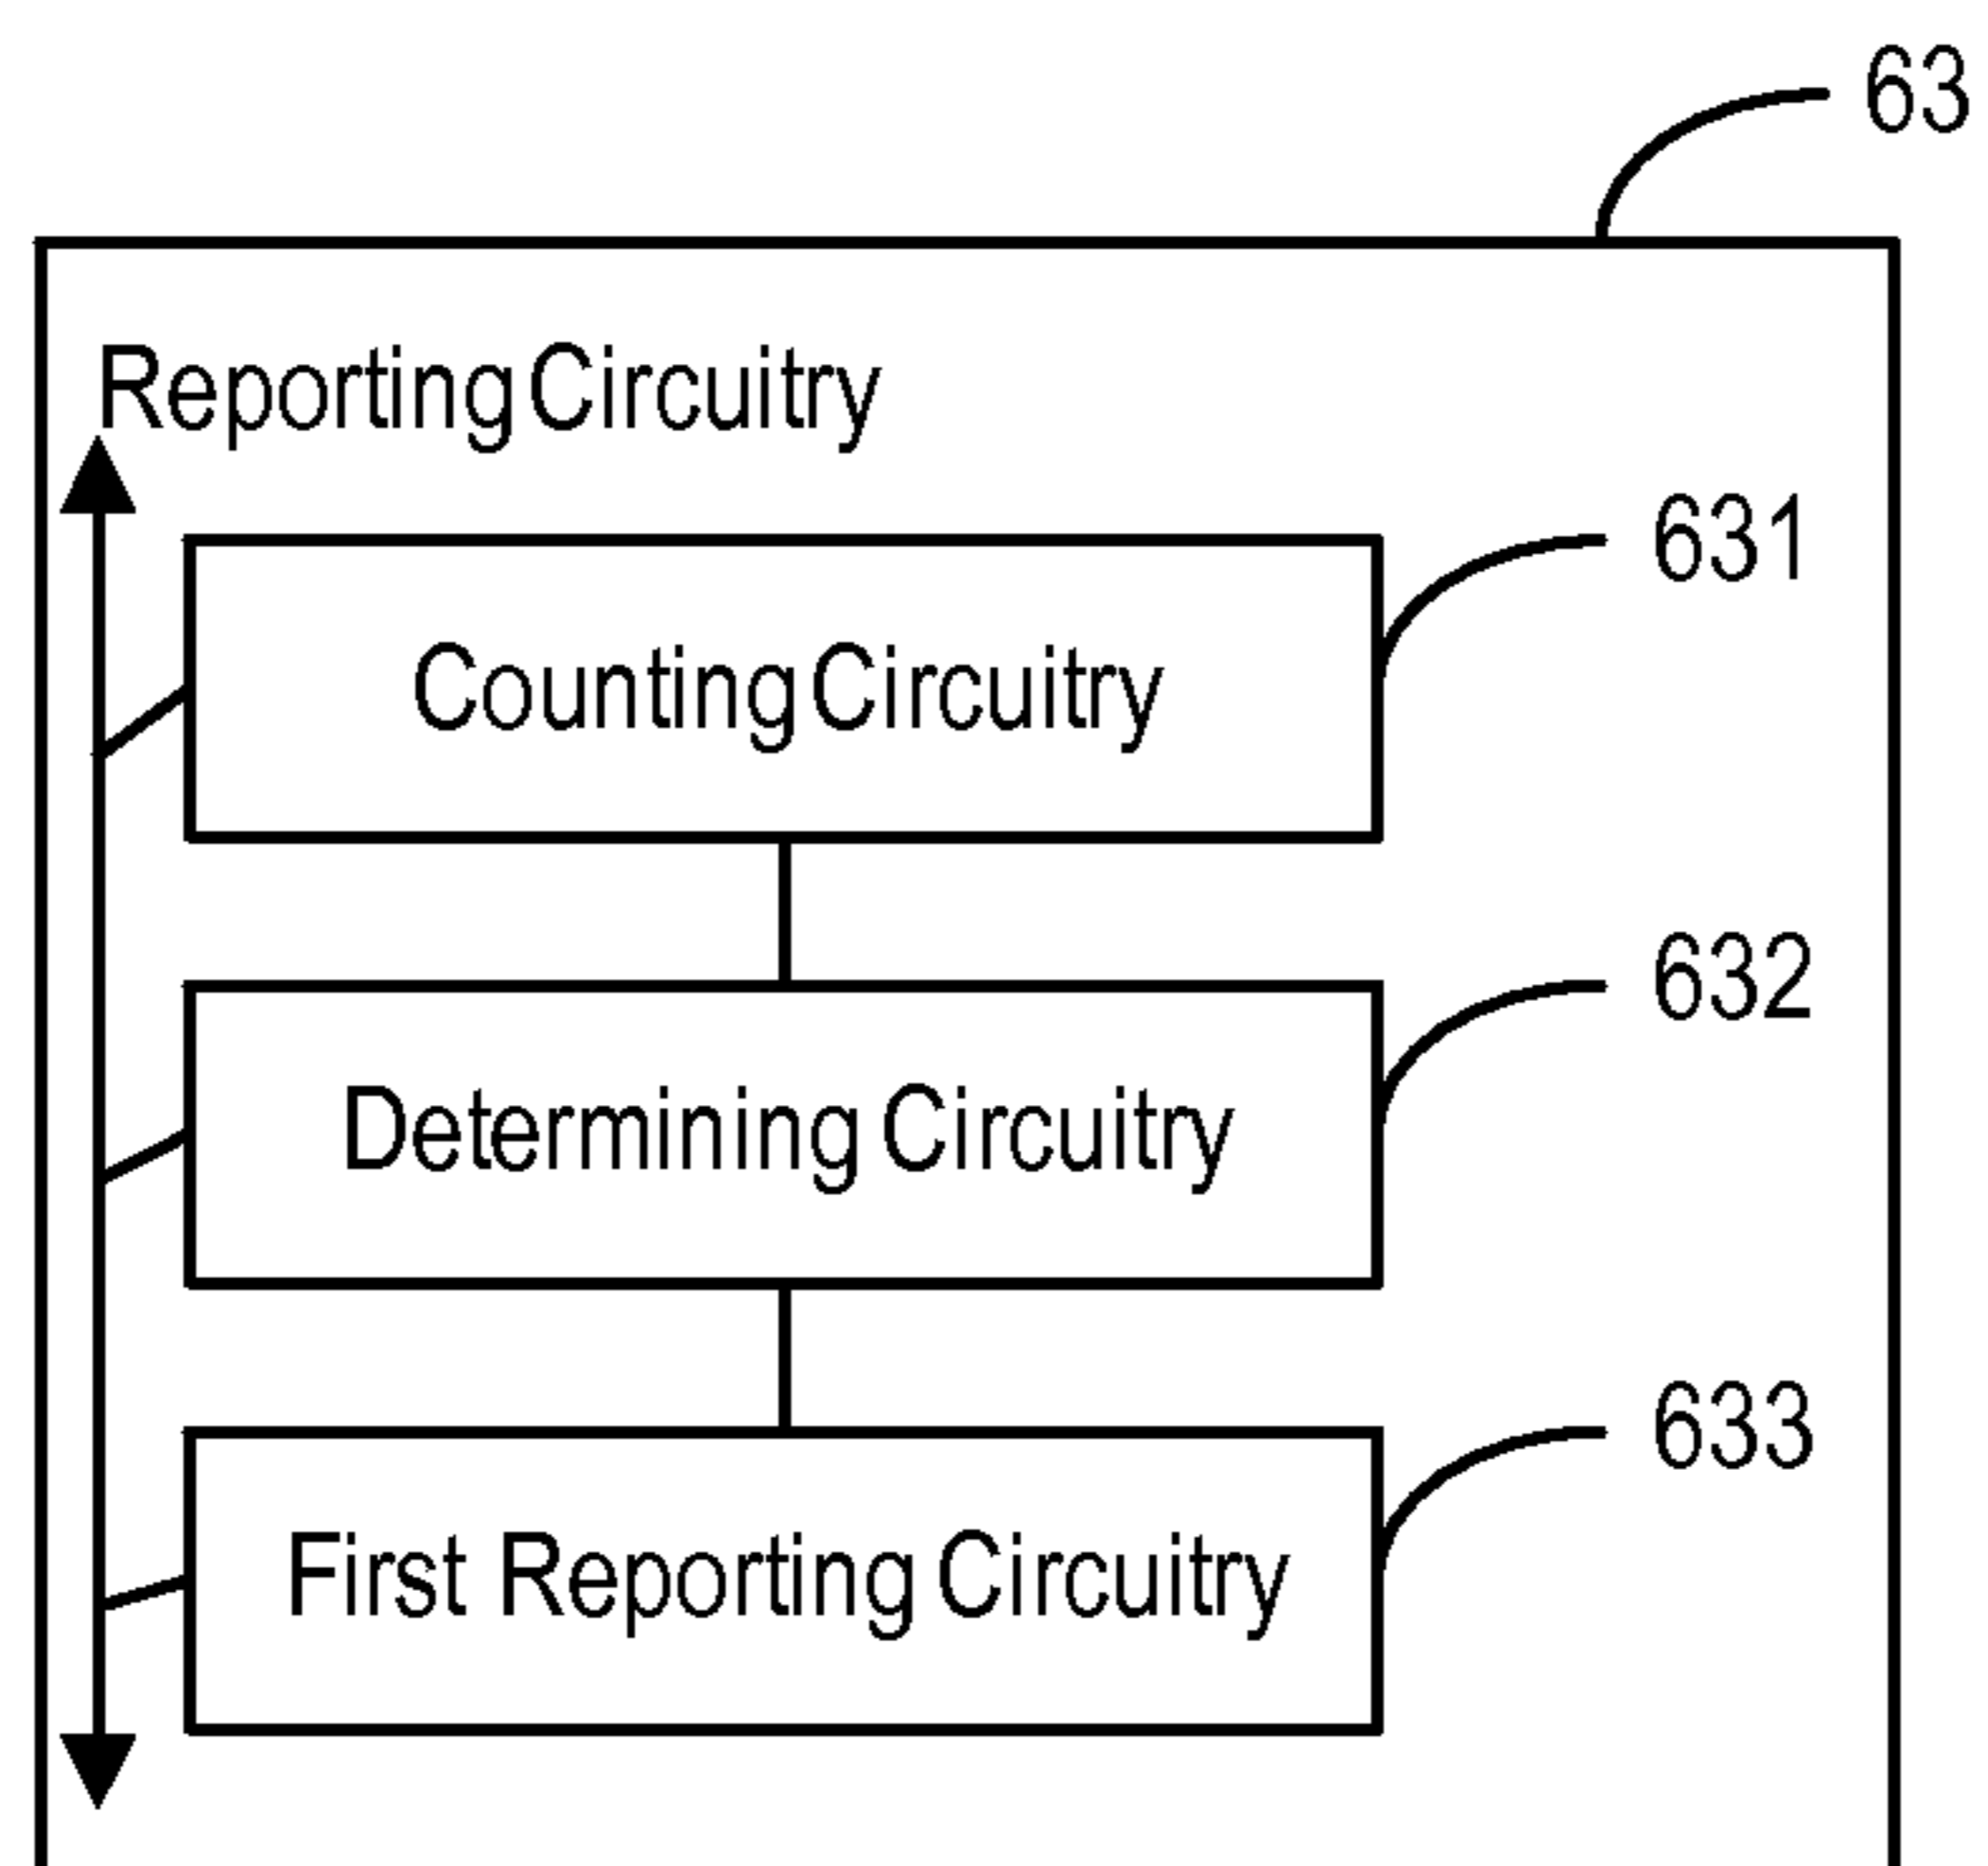 63
Reporting Circuitry
631
Counting Circuitry
632
Determining Circuitry
633
First Reporting Circuitry